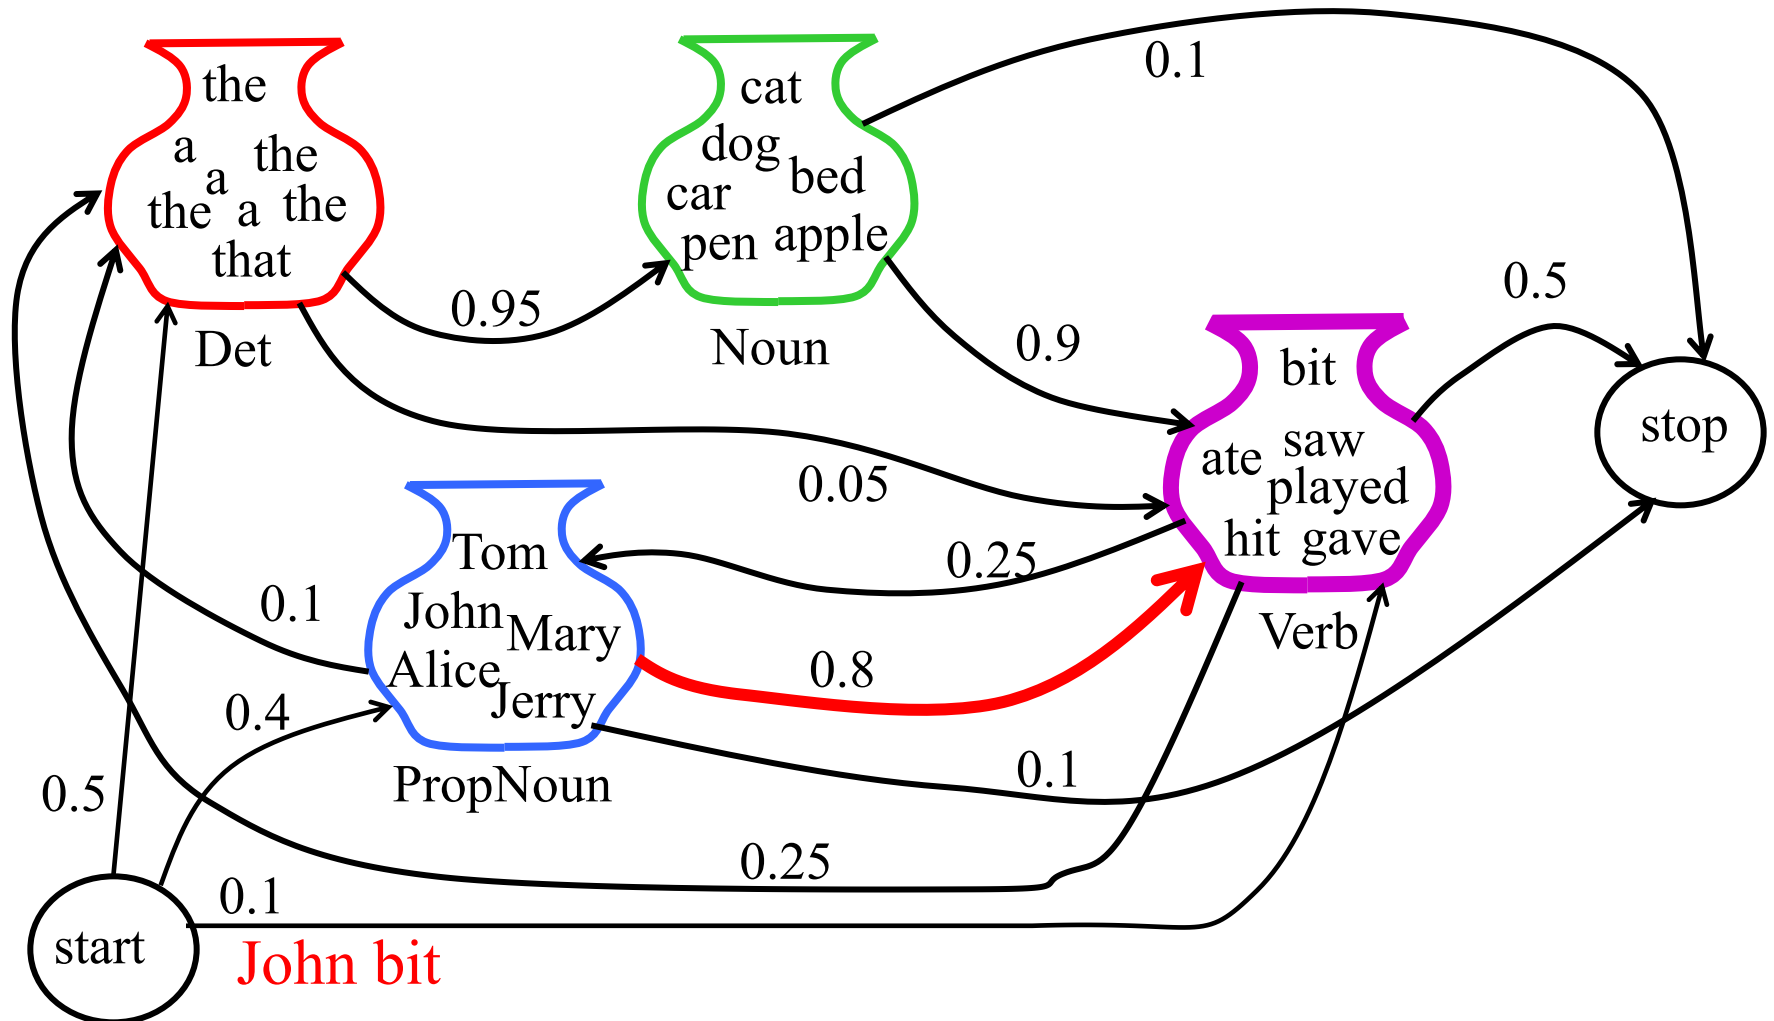 the
a the
a
the a the
that
Det
0.95
cat
dog
bed
car
apple
pen
Noun
0.1
0.9
0.5
bit
saw
ate
played
hit gave
Verb
stop
0.05
0.25
Tom
John
Mary
Alice
Jerry
PropNoun
0.1
0.8
0.4
0.1
0.5
0.25
0.1
start
John bit